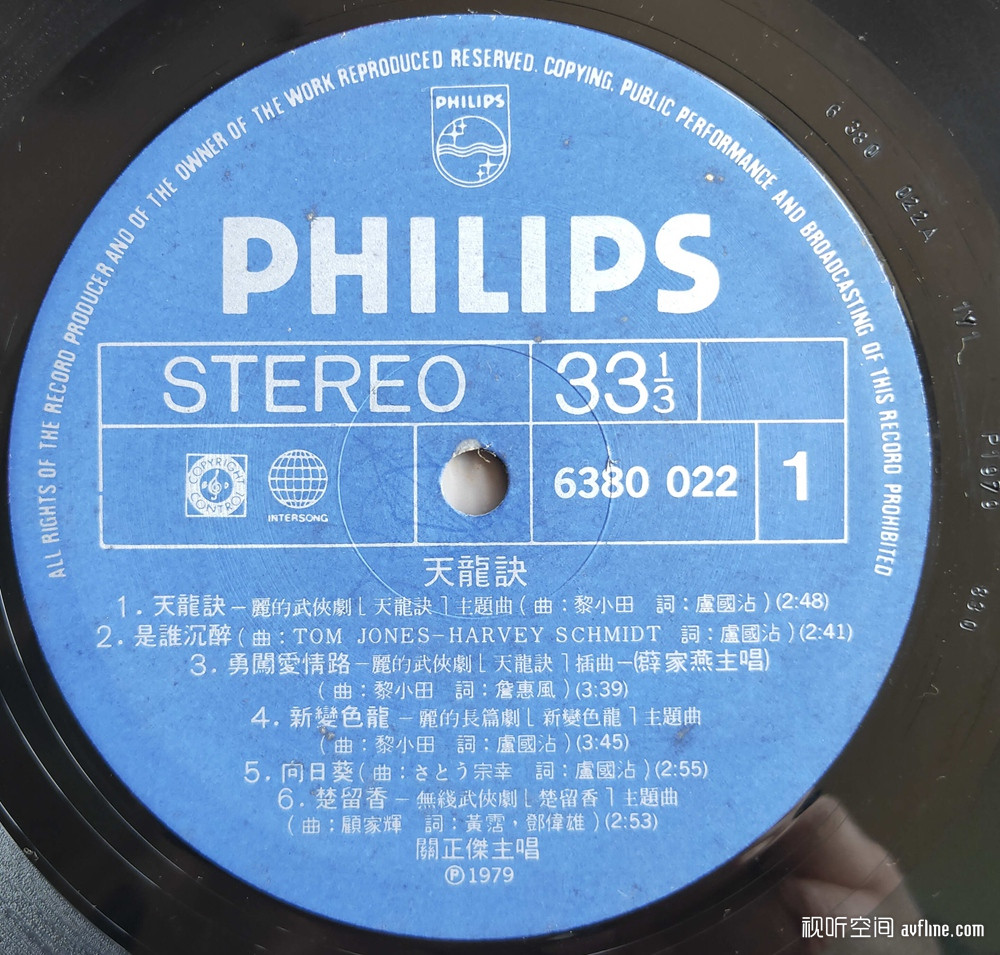 ALL RIGHTS OF THE RECORD PRODUCER AND OF THE OWNER OF THE WORK REPRODUCED RESERVED. COPYING, PUBLIC PERFORMANCE AND BROADCASTING OF THIS RECORD PROHIBITED
PHILIPS
PHILIPS
STEREO 33 1/3
COPYRIGHT CONTROL
INTERSONG
6380 022 1
天龍訣
1. 天龍訣－麗的武俠劇「天龍訣」主題曲(曲：黎小田 詞：盧國沾)(2:48)
2. 是誰沉醉(曲：TOM JONES–HARVEY SCHMIDT 詞：盧國沾)(2:41)
3. 勇闖愛情路－麗的武俠劇「天龍訣」插曲－(薛家燕主唱)
(曲：黎小田 詞：詹惠風)(3:39)
4. 新變色龍－麗的長篇劇「新變色龍」主題曲
(曲：黎小田 詞：盧國沾)(3:45)
5. 向日葵(曲：さとう宗幸 詞：盧國沾)(2:55)
6. 楚留香－無綫武俠劇「楚留香」主題曲
(曲：顧家輝 詞：黃霑，鄧偉雄)(2:53)
關正傑主唱
Ⓟ1979
6380
022A
视听空间 avfline.com